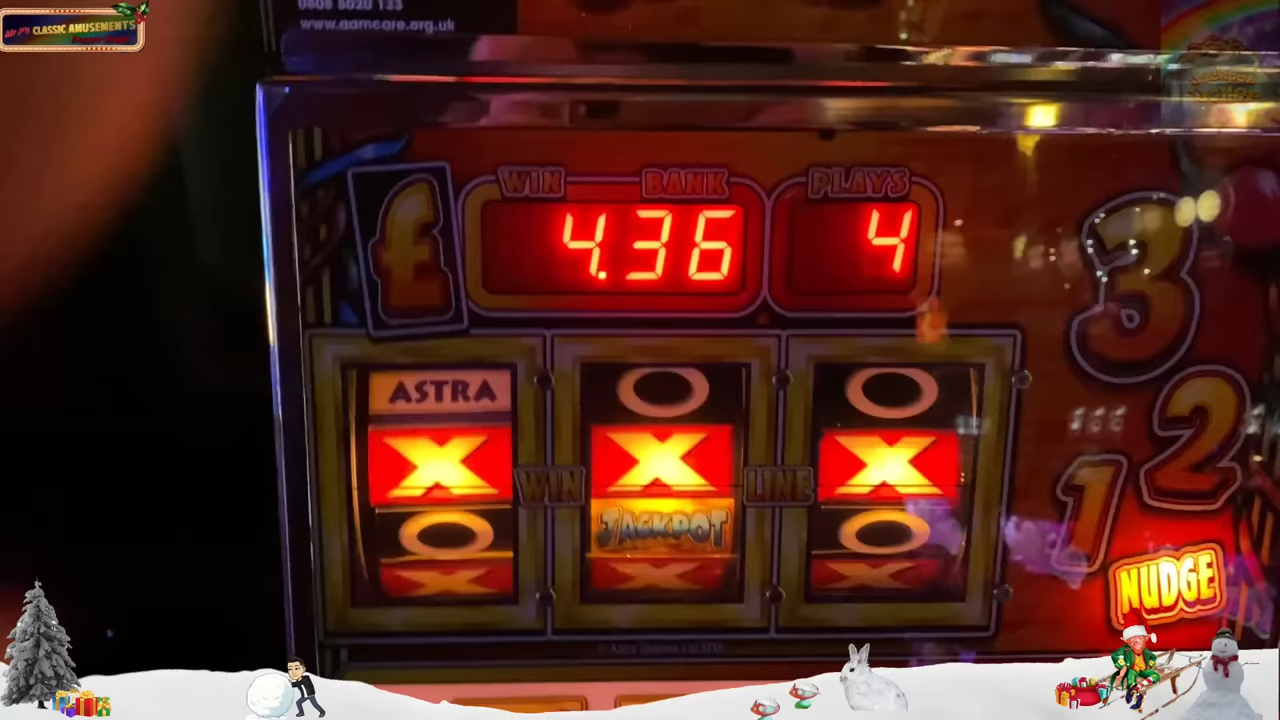 Mr P's CLASSIC AMUSEMENTS
0808 8020 133
www.gamcare.org.uk
£ WIN BANK PLAYS
4.36 4
3
ASTRA O O
X X X
WIN LINE
2
1
O JACKPOT O
X X X
NUDGE